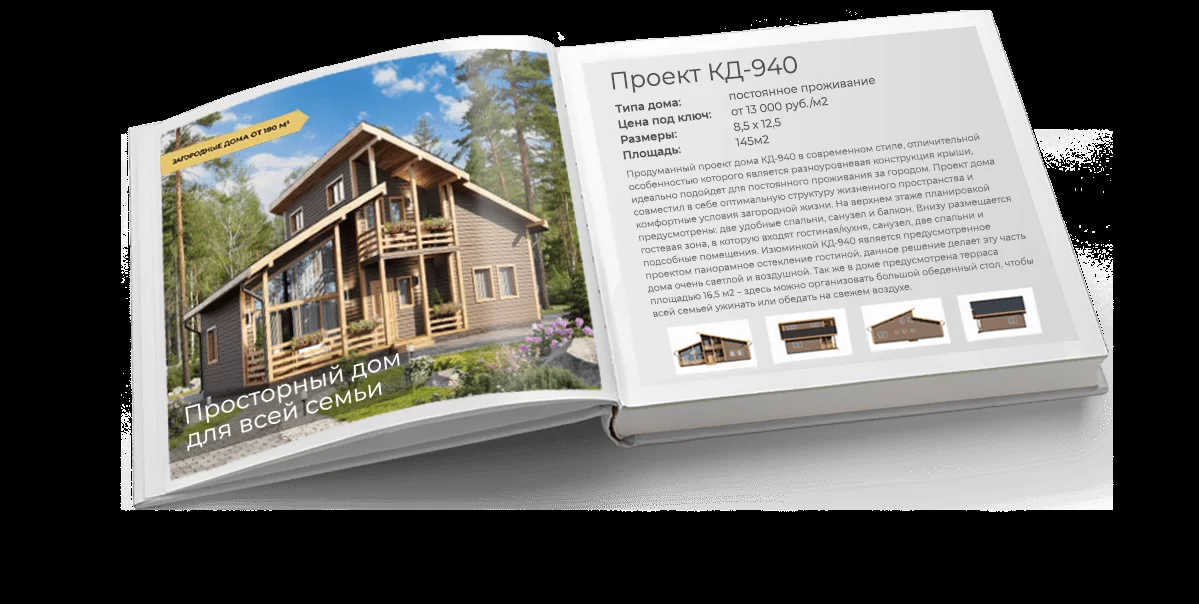 ЗАГОРОДНЫЕ ДОМА ОТ 180 М²
Просторный дом
для всей семьи
Проект КД-940
Типа дома: постоянное проживание
Цена под ключ: от 13 000 руб./м2
Размеры: 8,5 х 12,5
Площадь: 145м2
Продуманный проект дома КД-940 в современном стиле, отличительной
особенностью которого является разноуровневая конструкция крыши,
идеально подойдет для постоянного проживания за городом. Проект дома
совместил в себе оптимальную структуру жизненного пространства и
комфортные условия загородной жизни. На верхнем этаже планировкой
предусмотрены: две удобные спальни, санузел и балкон. Внизу размещается
гостевая зона, в которую входят гостиная/кухня, санузел, две спальни и
подсобные помещения. Изюминкой КД-940 является предусмотренное
проектом панорамное остекление гостиной, данное решение делает эту часть
дома очень светлой и воздушной. Так же в доме предусмотрена терраса
площадью 16,5 м2 – здесь можно организовать большой обеденный стол, чтобы
всей семьей ужинать или обедать на свежем воздухе.